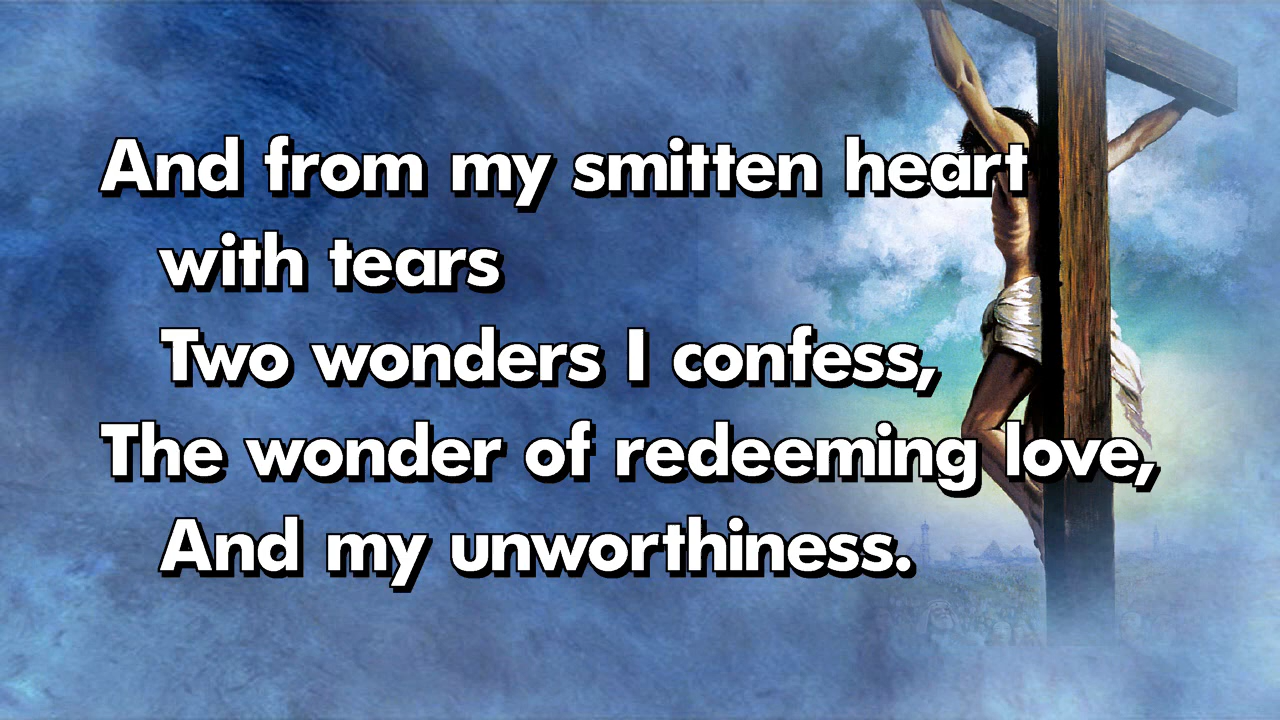 And from my smitten heart
with tears
Two wonders I confess,
The wonder of redeeming love,
And my unworthiness.